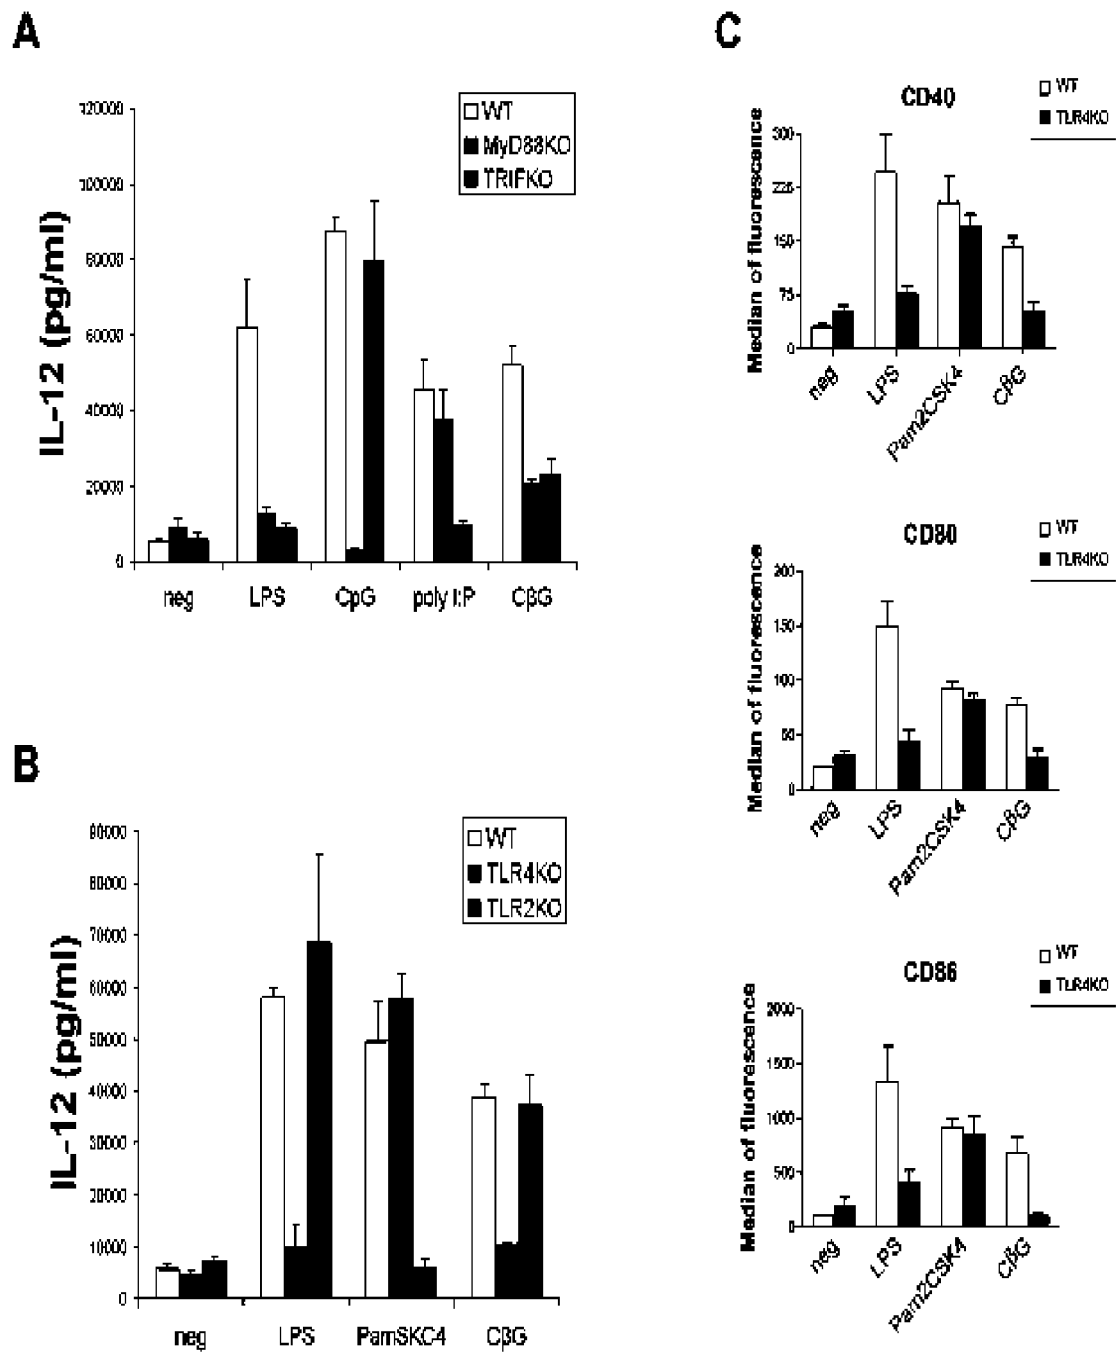 A
IL-12 (pg/ml)
120000
100000
80000
60000
40000
20000
0
WT
MyD88KO
TRIFKO
neg LPS CpG poly I:P CβG
B
IL-12 (pg/ml)
90000
80000
70000
60000
50000
40000
30000
20000
10000
0
WT
TLR4KO
TLR2KO
neg LPS PamSKC4 CβG
C
CD40
WT
TLR4KO
Median of fluorescence
300
225
150
75
0
neg LPS Pam2CSK4 CβG
CD80
WT
TLR4KO
Median of fluorescence
200
150
100
50
0
neg LPS Pam2CSK4 CβG
CD86
WT
TLR4KO
Median of fluorescence
2000
1500
1000
500
0
neg LPS Pam2CSK4 CβG